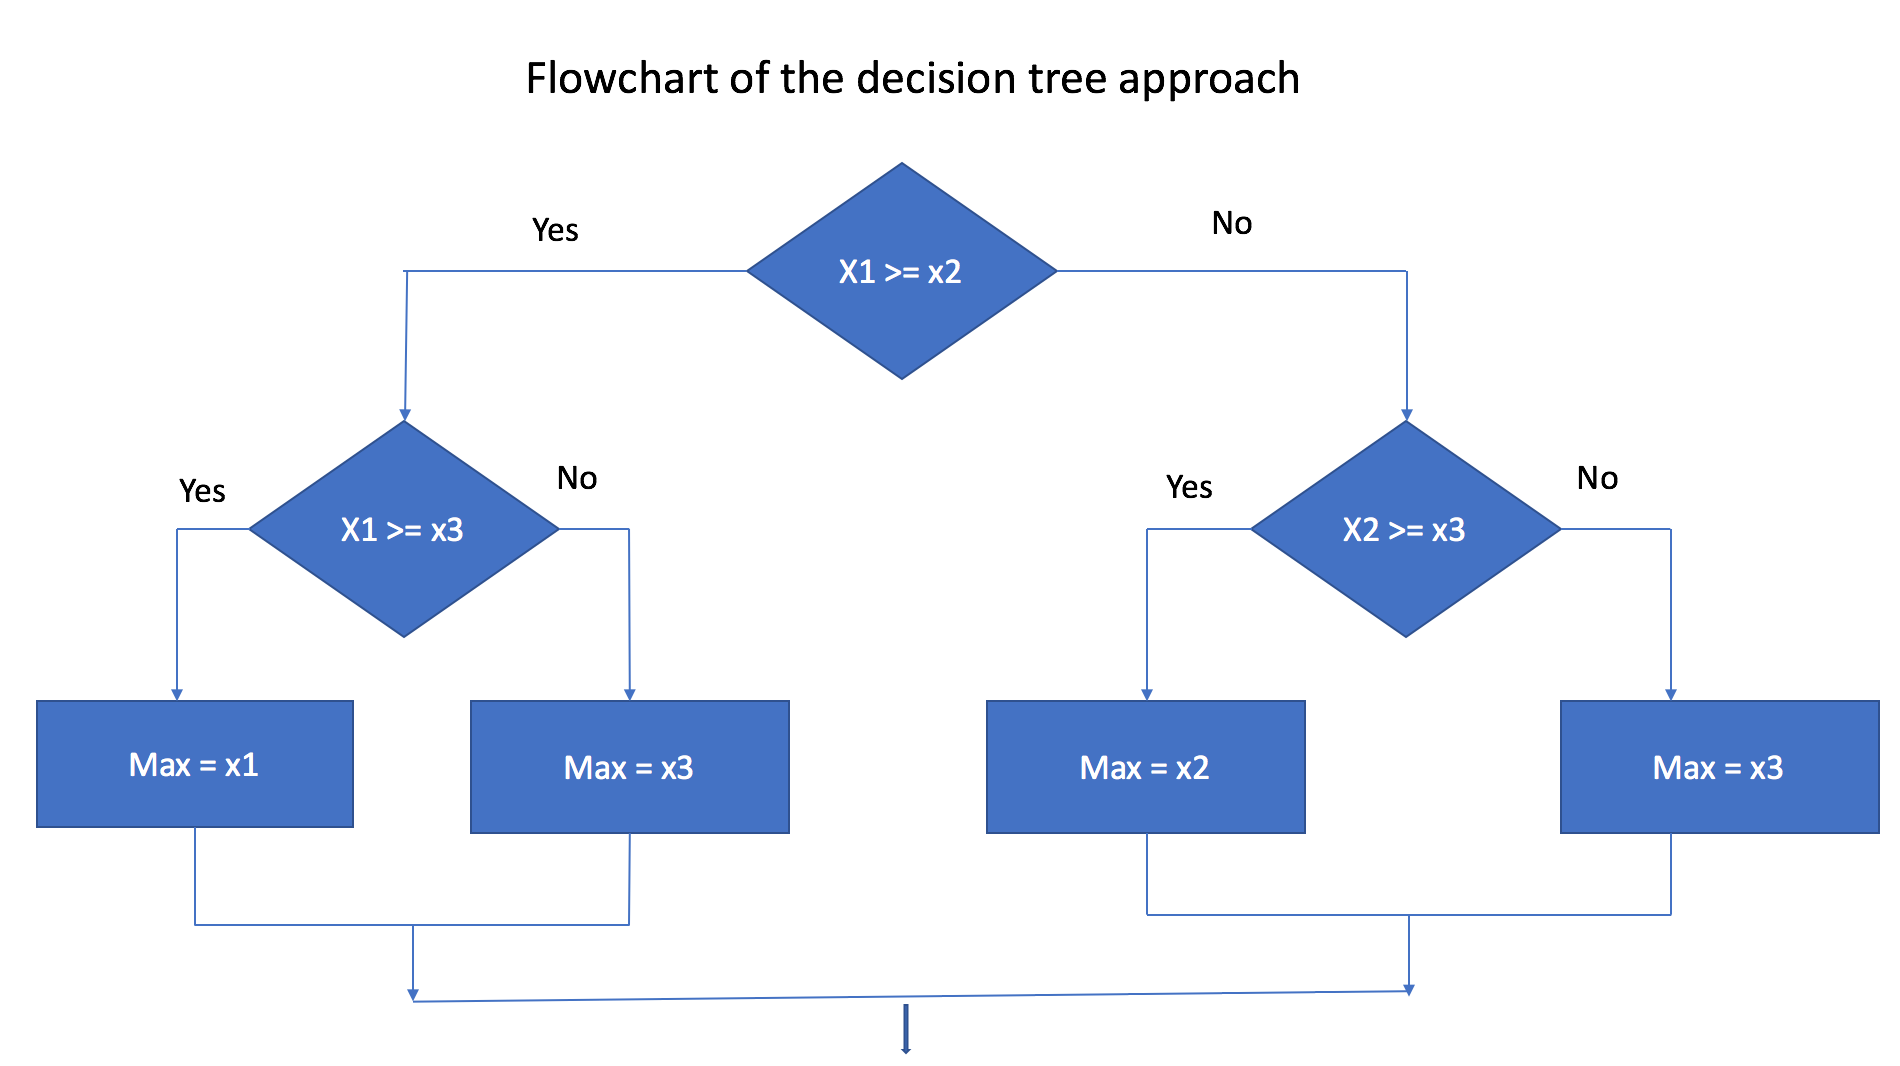 Flowchart of the decision tree approach
Yes
No
X1 >= x2
Yes
No
X1 >= x3
Yes
No
X2 >= x3
Max = x1
Max = x3
Max = x2
Max = x3